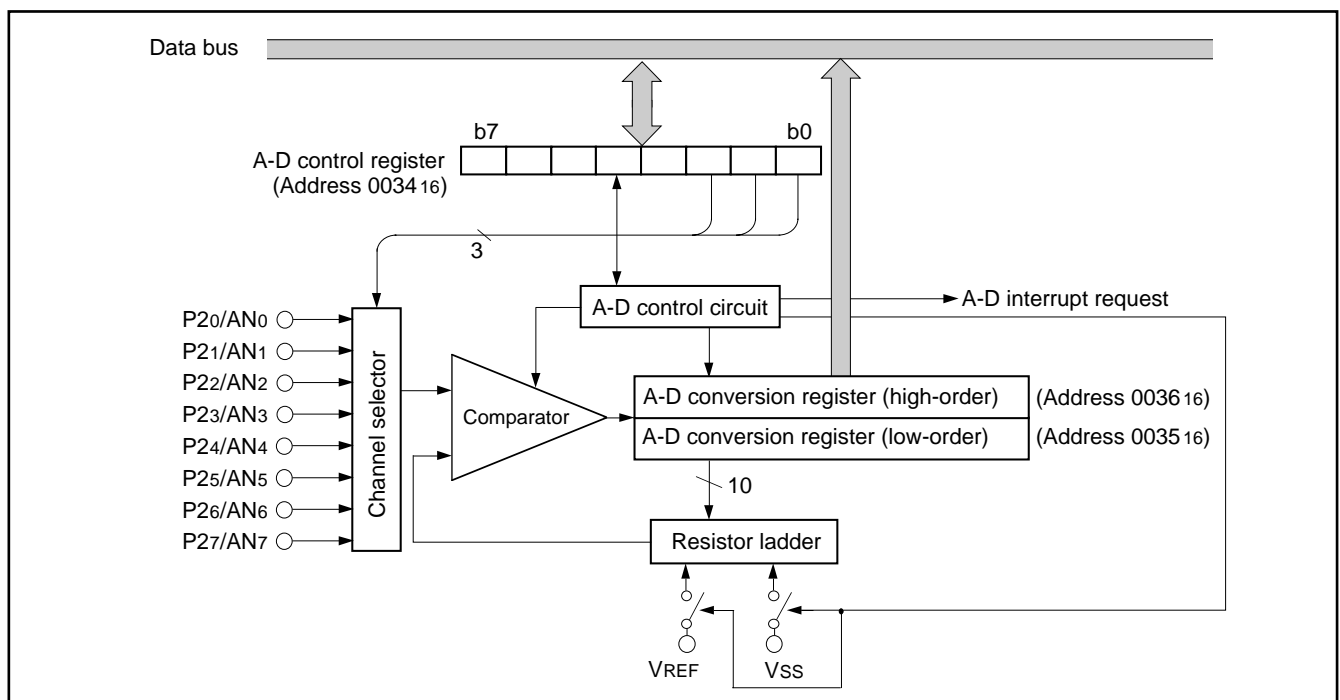 Data bus
b7 b0
A-D control register
(Address 003416)
3
A-D control circuit
A-D interrupt request
P20/AN0
P21/AN1
P22/AN2
P23/AN3
P24/AN4
P25/AN5
P26/AN6
P27/AN7
Channel selector
Comparator
A-D conversion register (high-order) (Address 003616)
A-D conversion register (low-order) (Address 003516)
10
Resistor ladder
VREF VSS